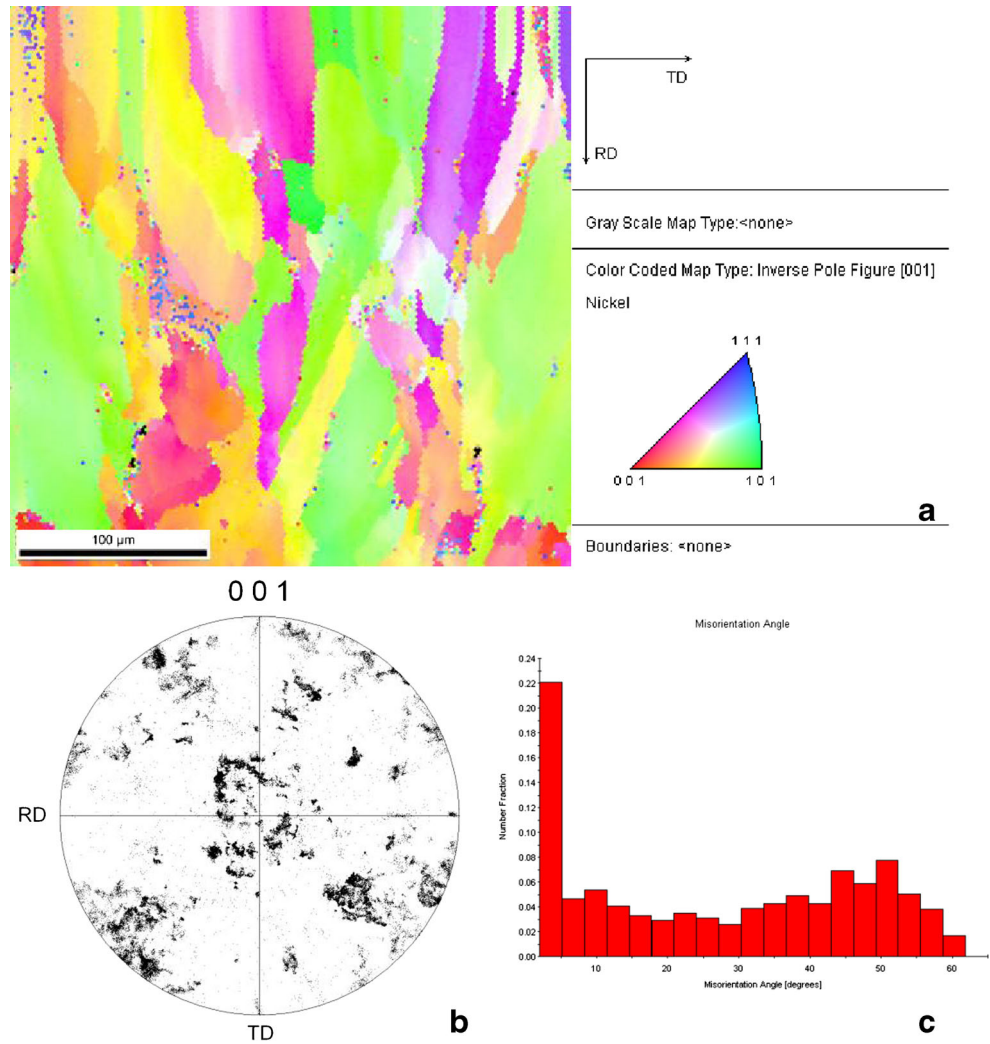 TD
RD
Gray Scale Map Type:<none>
Color Coded Map Type: Inverse Pole Figure [001]
Nickel
1 1 1
0 0 1
1 0 1
a
Boundaries: <none>
100 µm
0 0 1
RD
TD
b
Misorientation Angle
0.24
0.22
0.20
0.18
0.16
0.14
0.12
0.10
0.08
0.06
0.04
0.02
0.00
Number Fraction
10
20
30
40
50
60
Misorientation Angle [degrees]
c